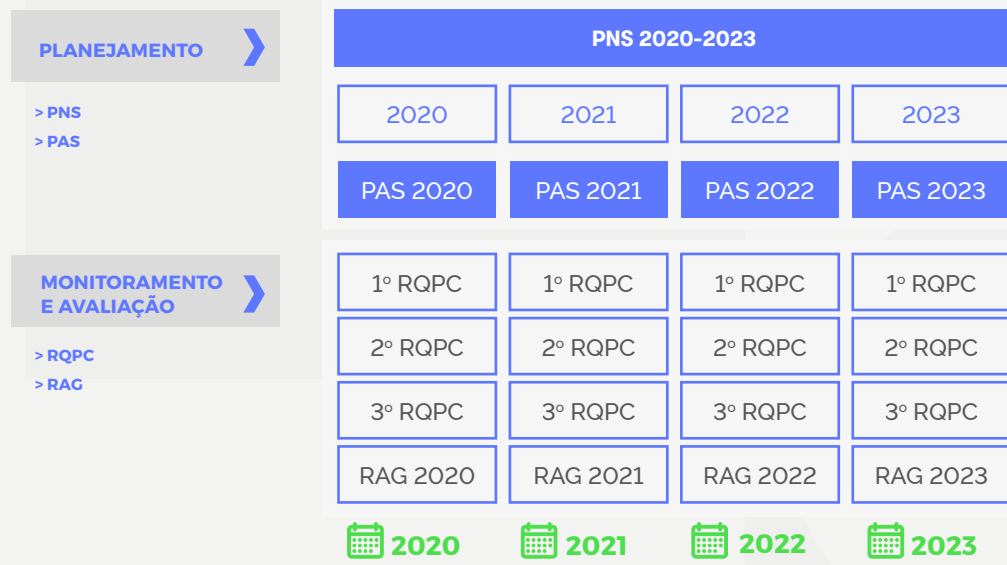 PLANEJAMENTO
> PNS
> PAS
PNS 2020-2023
2020 2021 2022 2023
PAS 2020 PAS 2021 PAS 2022 PAS 2023
MONITORAMENTO
E AVALIAÇÃO
> RQPC
> RAG
1º RQPC 1º RQPC 1º RQPC 1º RQPC
2º RQPC 2º RQPC 2º RQPC 2º RQPC
3º RQPC 3º RQPC 3º RQPC 3º RQPC
RAG 2020 RAG 2021 RAG 2022 RAG 2023
2020 2021 2022 2023